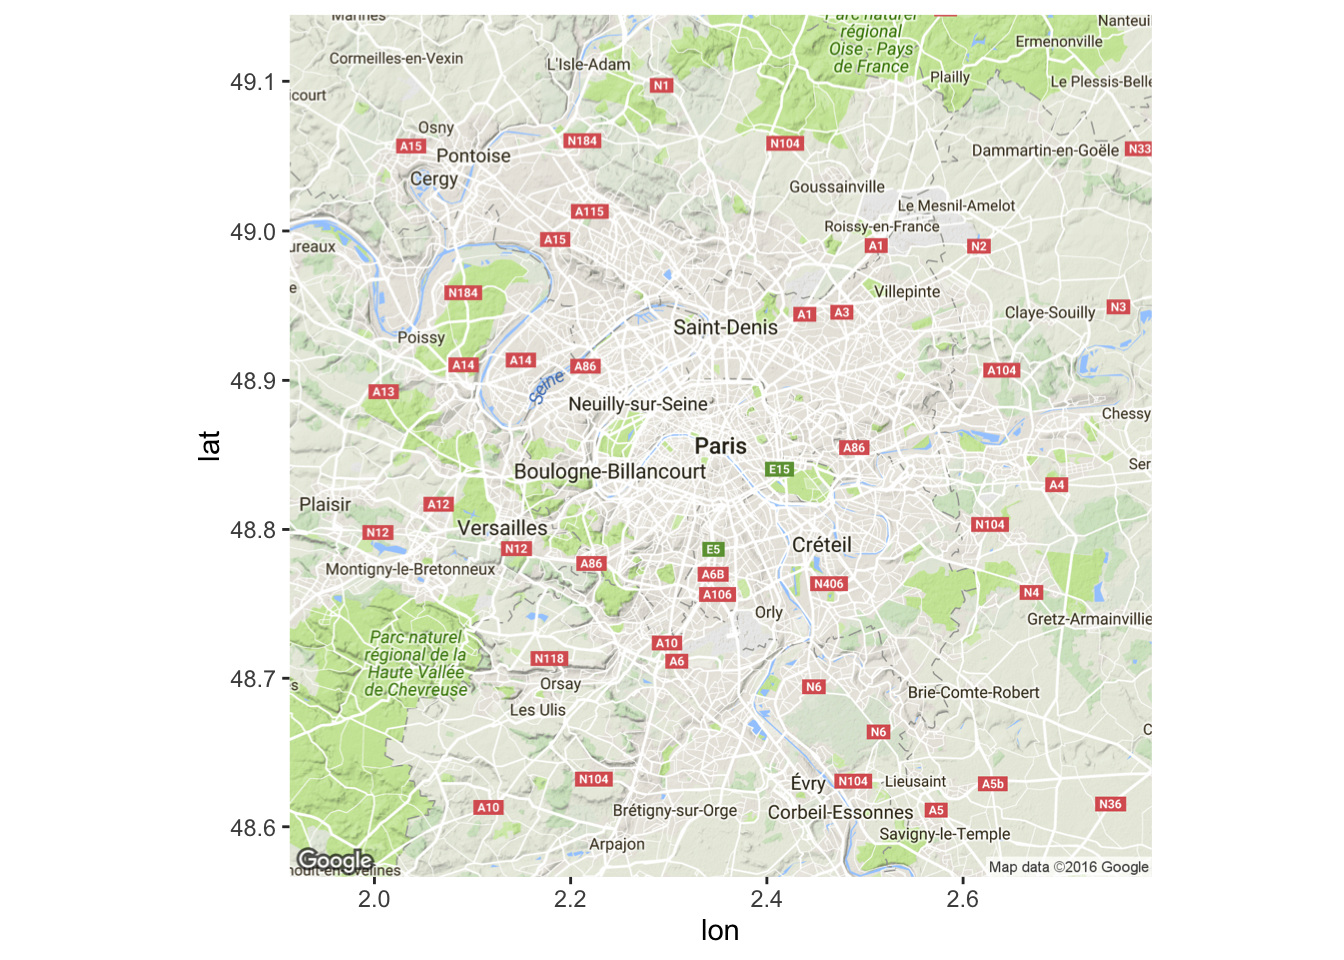 Parc naturel
régional
Oise - Pays
de France
Nanteuil
Marines
Ermenonville
Cormeilles-en-Vexin
L'Isle-Adam
Plailly
Le Plessis-Belle
49.1
N1
court
Osny
A15
N184
N104
Pontoise
Dammartin-en-Goële
N33
Cergy
Goussainville
Le Mesnil-Amelot
A115
Roissy-en-France
49.0
A15
A1
N2
ureaux
e
N184
Villepinte
A1
A3
Claye-Souilly
N3
Saint-Denis
Poissy
A14
A14
A86
A104
48.9
A13
Seine
Neuilly-sur-Seine
Chessy
lat
Paris
A86
Ser
Boulogne-Billancourt
E15
A4
Plaisir
A12
N104
48.8
N12
Versailles
N12
E5
Créteil
Montigny-le-Bretonneux
A86
A6B
N406
A106
N4
Orly
Gretz-Armainvillie
Parc naturel
régional de la
Haute Vallée
de Chevreuse
A10
N118
A6
48.7
s
Orsay
N6
Brie-Comte-Robert
Les Ulis
N6
C
N104
Évry
N104
Lieusaint
A5b
A10
Brétigny-sur-Orge
Corbeil-Essonnes
A5
N36
48.6
Savigny-le-Temple
Arpajon
Google
Map data ©2016 Google
2.0
2.2
2.4
2.6
lon